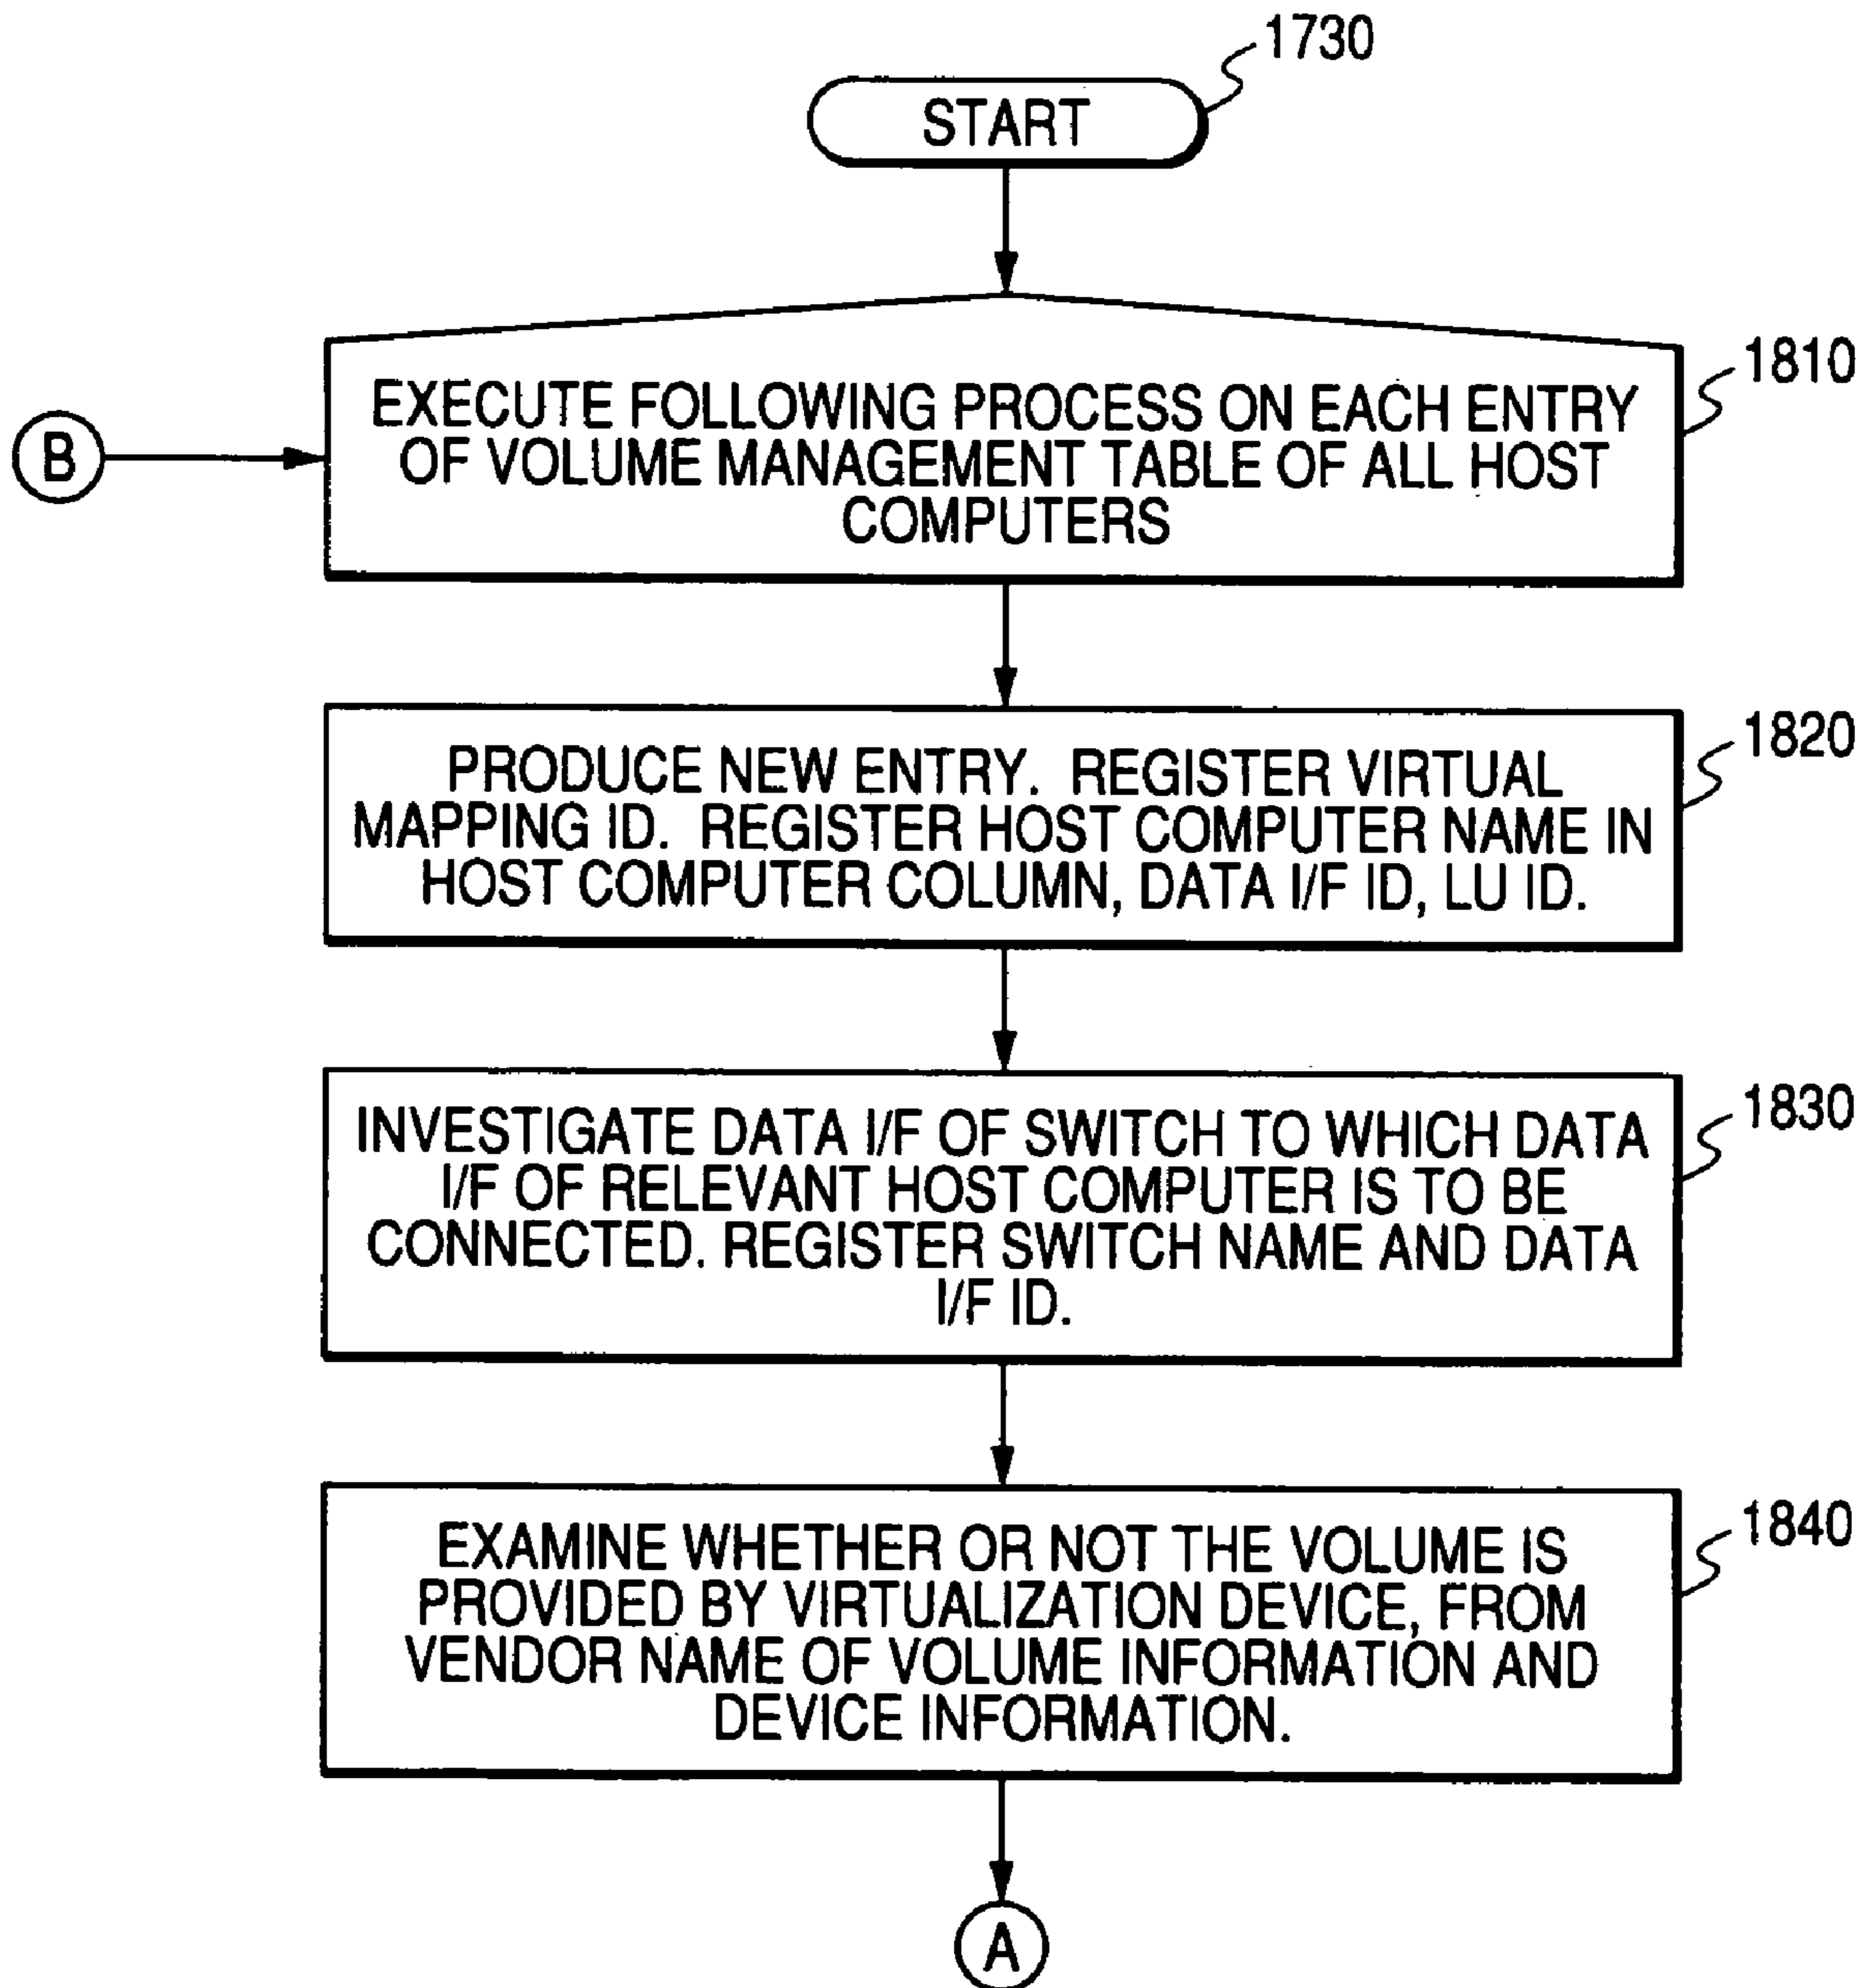 1730
START
1810
EXECUTE FOLLOWING PROCESS ON EACH ENTRY
OF VOLUME MANAGEMENT TABLE OF ALL HOST
COMPUTERS
B
1820
PRODUCE NEW ENTRY. REGISTER VIRTUAL
MAPPING ID. REGISTER HOST COMPUTER NAME IN
HOST COMPUTER COLUMN, DATA I/F ID, LU ID.
1830
INVESTIGATE DATA I/F OF SWITCH TO WHICH DATA
I/F OF RELEVANT HOST COMPUTER IS TO BE
CONNECTED. REGISTER SWITCH NAME AND DATA
I/F ID.
1840
EXAMINE WHETHER OR NOT THE VOLUME IS
PROVIDED BY VIRTUALIZATION DEVICE, FROM
VENDOR NAME OF VOLUME INFORMATION AND
DEVICE INFORMATION.
A